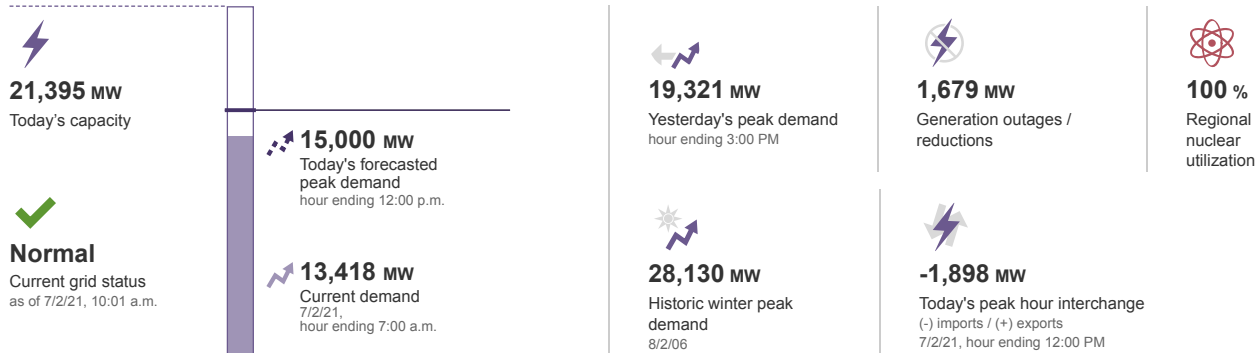 21,395 MW
Today's capacity
Normal
Current grid status
as of 7/2/21, 10:01 a.m.
15,000 MW
Today's forecasted
peak demand
hour ending 12:00 p.m.
13,418 MW
Current demand
7/2/21,
hour ending 7:00 a.m.
19,321 MW
Yesterday's peak demand
hour ending 3:00 PM
1,679 MW
Generation outages /
reductions
100 %
Regional
nuclear
utilization
28,130 MW
Historic winter peak
demand
8/2/06
-1,898 MW
Today's peak hour interchange
(-) imports / (+) exports
7/2/21, hour ending 12:00 PM